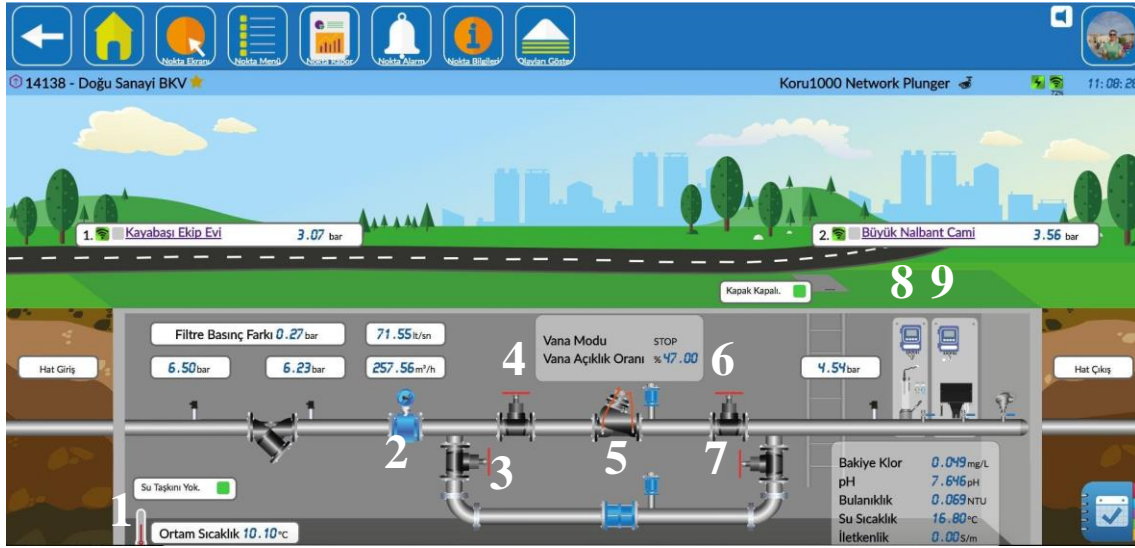 Nokta Ekranı Nokta Menü Nokta Rapor Nokta Alarm Nokta Bilgileri Olayları Göster
14138 - Doğu Sanayi BKV Koru1000 Network Plunger 72% 11:08:28
1. Kayabaşı Ekip Evi 3.07 bar 2. Büyük Nalbant Cami 3.56 bar
8 9
Kapak Kapalı.
Filtre Basınç Farkı 0.27 bar 71.55 lt/sn
Vana Modu STOP
Vana Açıklık Oranı %47.00
4 6
Hat Giriş 6.50 bar 6.23 bar 257.56 m³/h 4.54 bar Hat Çıkış
2 3 5 7
Su Taşkını Yok.
1
Ortam Sıcaklık 10.10 °C
Bakiye Klor 0.049 mg/L
pH 7.646 pH
Bulanıklık 0.069 NTU
Su Sıcaklık 16.80 °C
İletkenlik 0.00 S/m